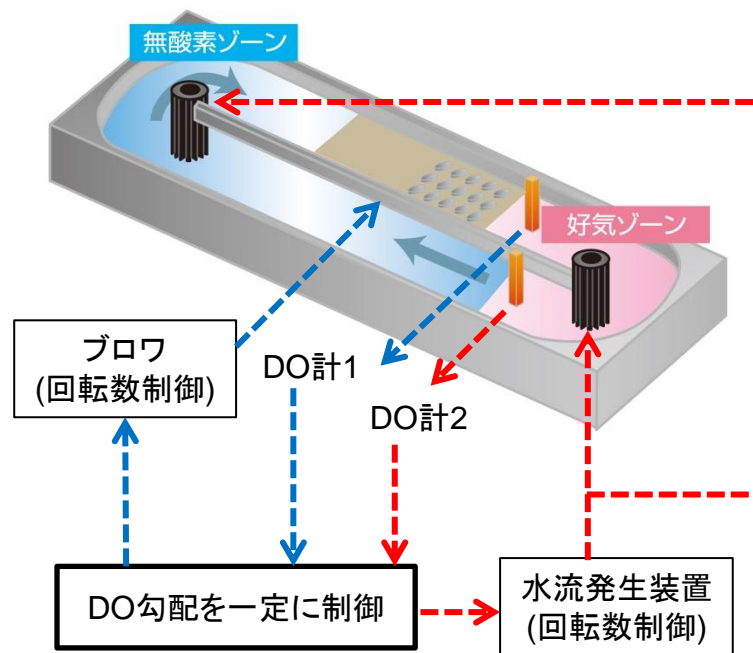 無酸素ゾーン
好気ゾーン
ブロワ
(回転数制御)
DO計1
DO計2
DO勾配を一定に制御
水流発生装置
(回転数制御)